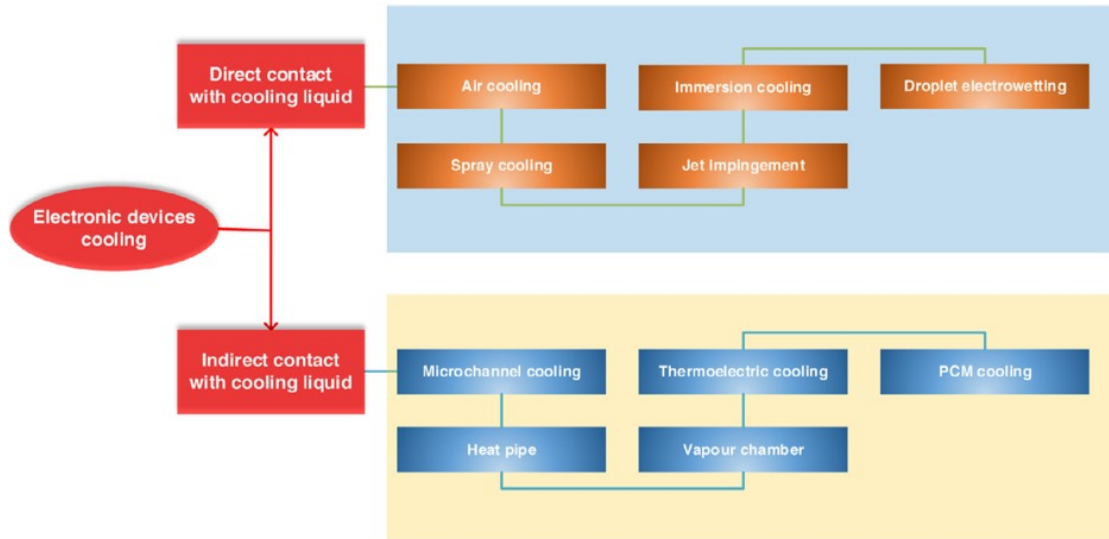 Direct contact
with cooling liquid
Air cooling
Immersion cooling
Droplet electrowetting
Spray cooling
Jet impingement
Electronic devices
cooling
Indirect contact
with cooling liquid
Microchannel cooling
Thermoelectric cooling
PCM cooling
Heat pipe
Vapour chamber